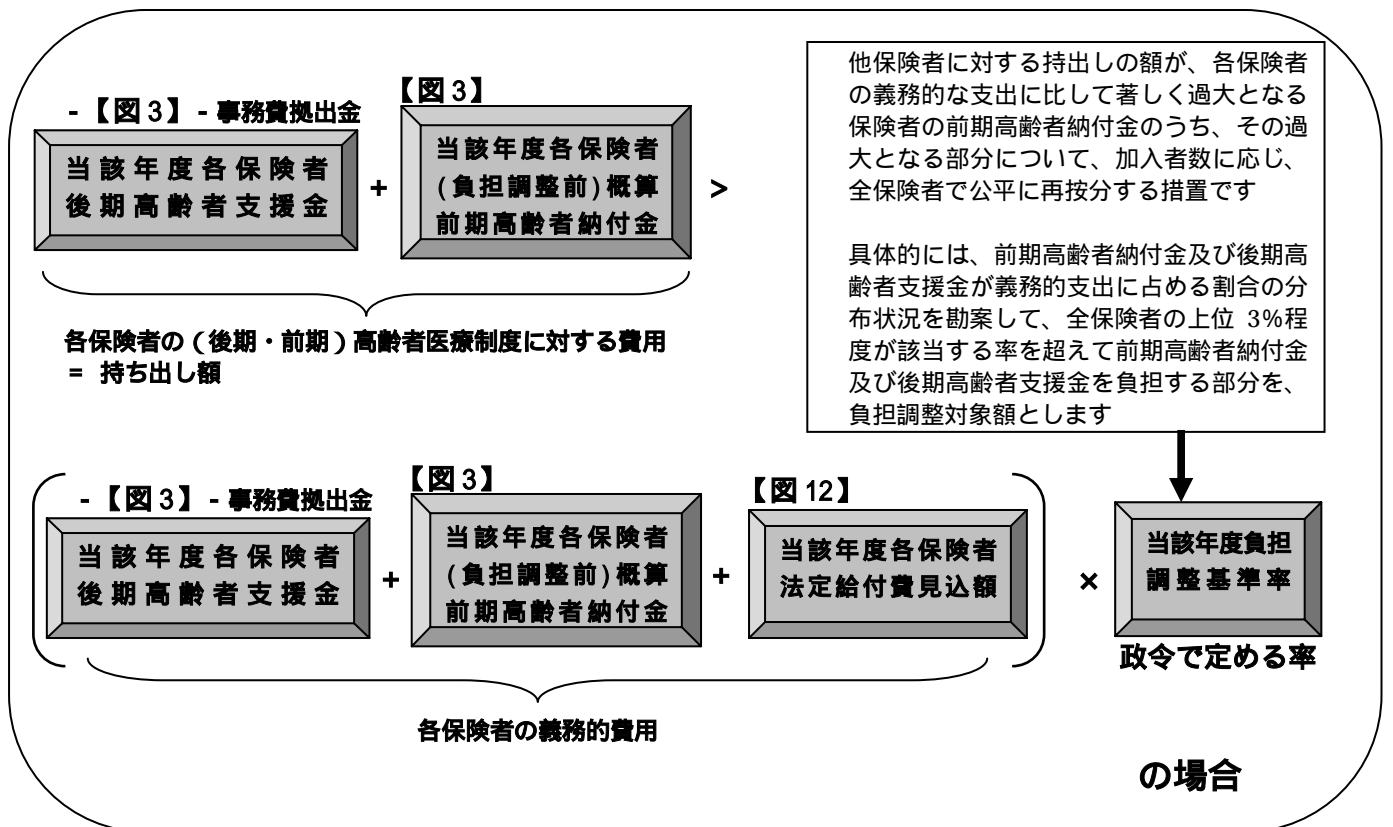 -【図３】- 事務費拠出金
当該年度各保険者
後期高齢者支援金
+
【図３】
当該年度各保険者
(負担調整前)概算
前期高齢者納付金
>
他保険者に対する持出しの額が、各保険者
の義務的な支出に比して著しく過大となる
保険者の前期高齢者納付金のうち、その過
大となる部分について、加入者数に応じ、
全保険者で公平に再按分する措置です
具体的には、前期高齢者納付金及び後期高
齢者支援金が義務的支出に占める割合の分
布状況を勘案して、全保険者の上位 3%程
度が該当する率を超えて前期高齢者納付金
及び後期高齢者支援金を負担する部分を、
負担調整対象額とします
各保険者の（後期・前期）高齢者医療制度に対する費用
= 持ち出し額
-【図３】- 事務費拠出金
当該年度各保険者
後期高齢者支援金
+
【図３】
当該年度各保険者
(負担調整前)概算
前期高齢者納付金
+
【図 12】
当該年度各保険者
法定給付費見込額
×
当該年度負担
調整基準率
政令で定める率
各保険者の義務的費用
の場合